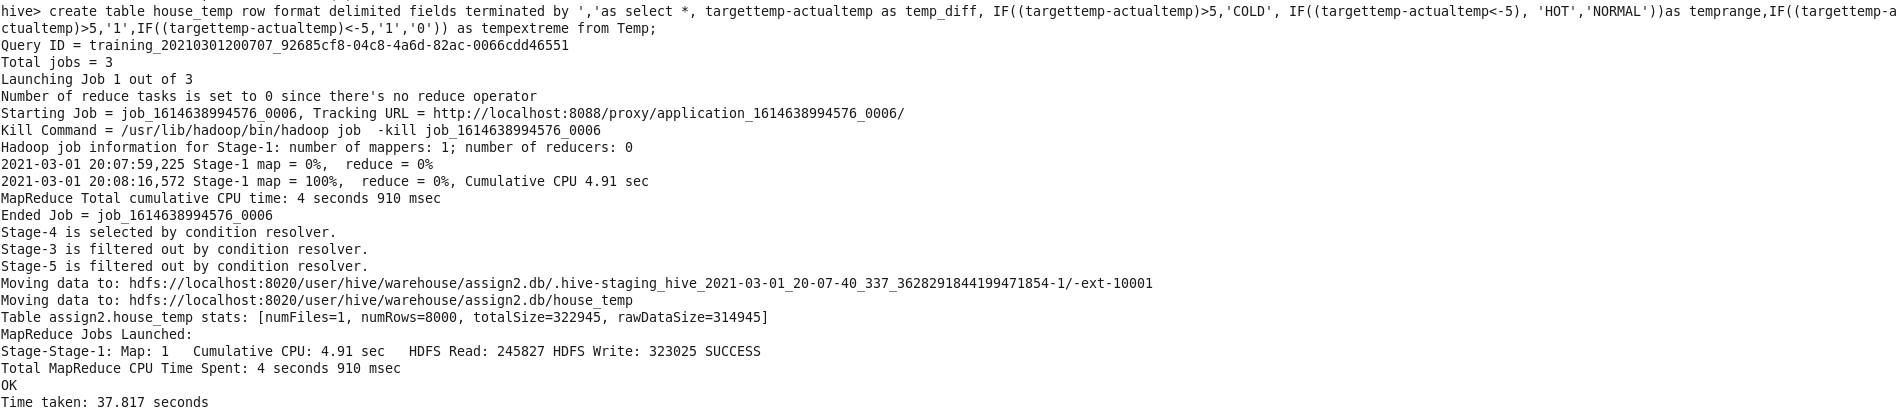 hive> create table house_temp row format delimited fields terminated by ','as select *, targettemp-actualtemp as temp_diff, IF((targettemp-actualtemp)>5,'COLD', IF((targettemp-actualtemp<-5), 'HOT','NORMAL'))as temprange,IF((targettemp-a
ctualtemp)>5,'1',IF((targettemp-actualtemp)<-5,'1','0')) as tempextreme from Temp;
Query ID = training_20210301200707_92685cf8-04c8-4a6d-82ac-0066cdd46551
Total jobs = 3
Launching Job 1 out of 3
Number of reduce tasks is set to 0 since there's no reduce operator
Starting Job = job_1614638994576_0006, Tracking URL = http://localhost:8088/proxy/application_1614638994576_0006/
Kill Command = /usr/lib/hadoop/bin/hadoop job  -kill job_1614638994576_0006
Hadoop job information for Stage-1: number of mappers: 1; number of reducers: 0
2021-03-01 20:07:59,225 Stage-1 map = 0%,  reduce = 0%
2021-03-01 20:08:16,572 Stage-1 map = 100%,  reduce = 0%, Cumulative CPU 4.91 sec
MapReduce Total cumulative CPU time: 4 seconds 910 msec
Ended Job = job_1614638994576_0006
Stage-4 is selected by condition resolver.
Stage-3 is filtered out by condition resolver.
Stage-5 is filtered out by condition resolver.
Moving data to: hdfs://localhost:8020/user/hive/warehouse/assign2.db/.hive-staging_hive_2021-03-01_20-07-40_337_3628291844199471854-1/-ext-10001
Moving data to: hdfs://localhost:8020/user/hive/warehouse/assign2.db/house_temp
Table assign2.house_temp stats: [numFiles=1, numRows=8000, totalSize=322945, rawDataSize=314945]
MapReduce Jobs Launched:
Stage-Stage-1: Map: 1   Cumulative CPU: 4.91 sec   HDFS Read: 245827 HDFS Write: 323025 SUCCESS
Total MapReduce CPU Time Spent: 4 seconds 910 msec
OK
Time taken: 37.817 seconds